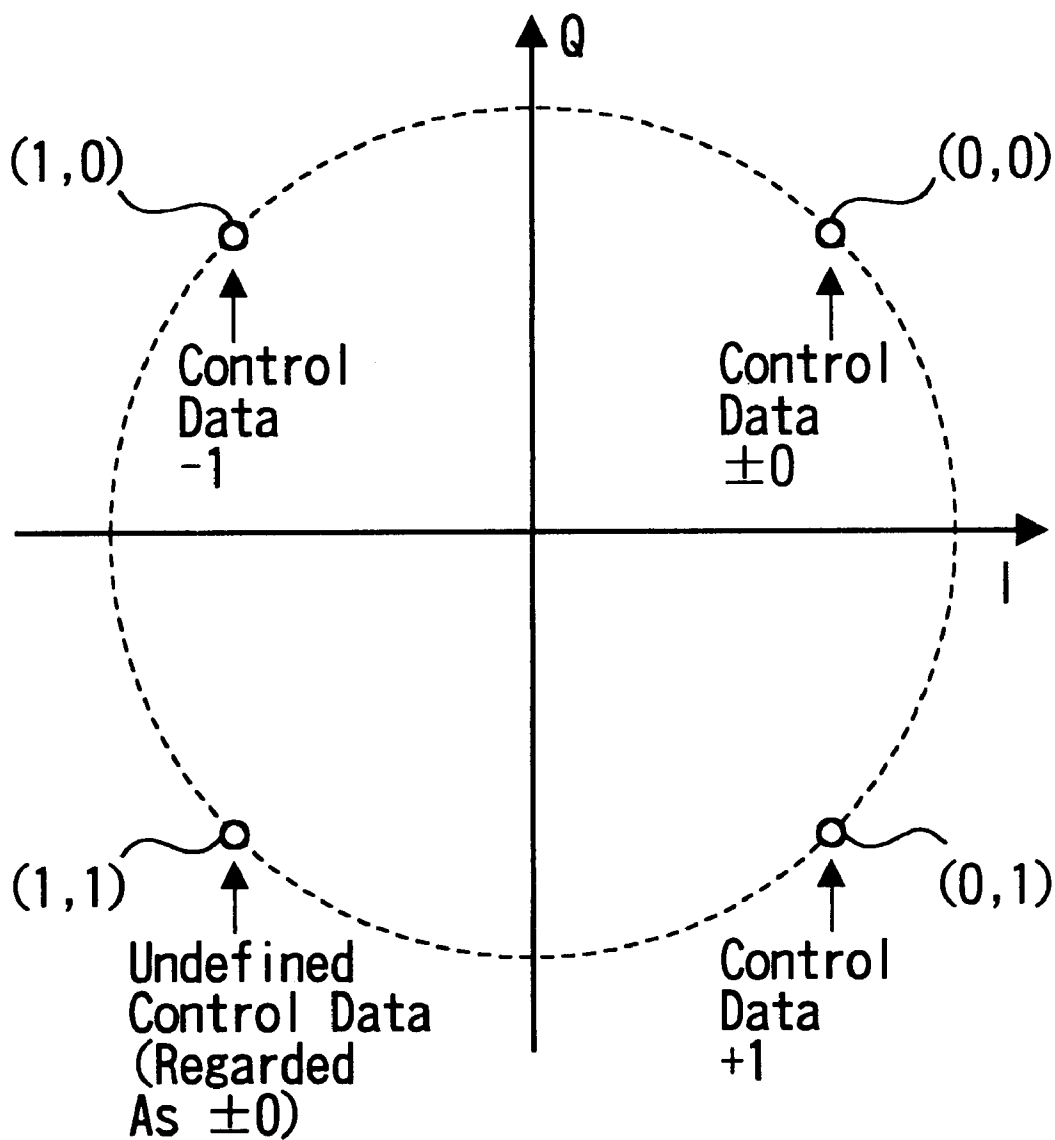 Q
(1,0)
(0,0)
Control
Data
-1
Control
Data
±0
I
(1,1)
(0,1)
Undefined
Control Data
(Regarded
As ±0)
Control
Data
+1